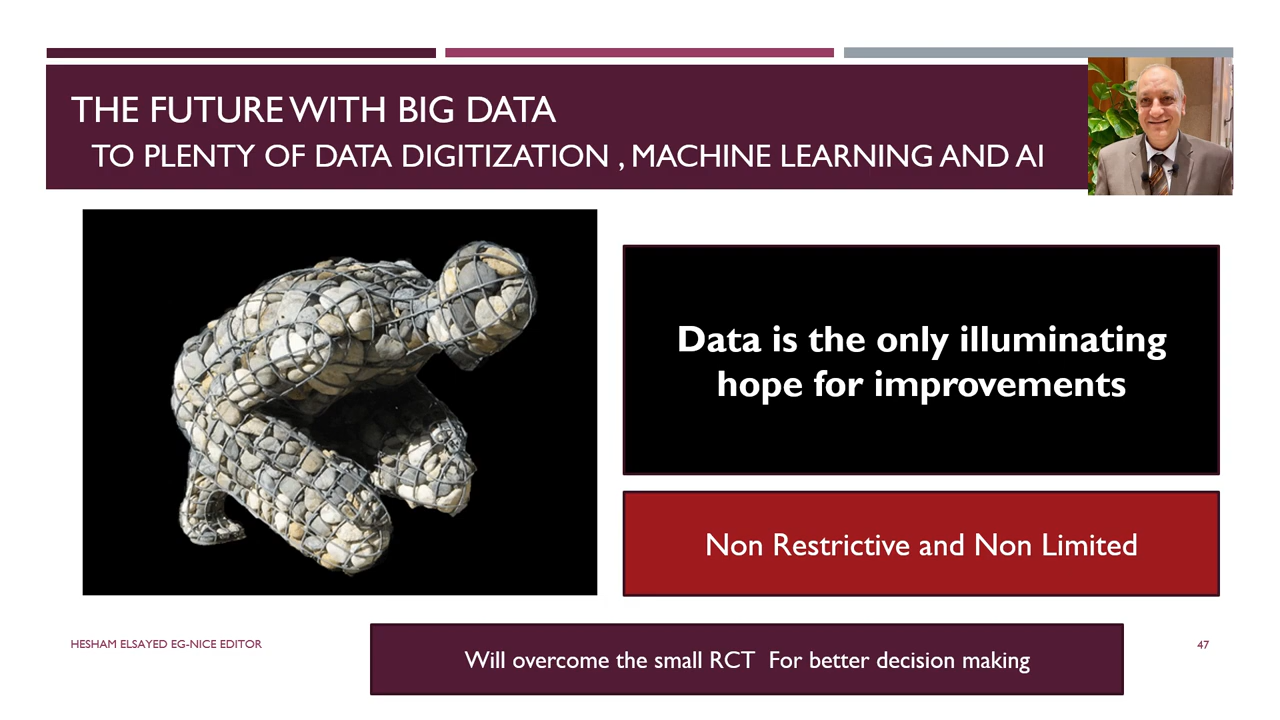 THE FUTURE WITH BIG DATA
TO PLENTY OF DATA DIGITIZATION , MACHINE LEARNING AND AI
Data is the only illuminating
hope for improvements
Non Restrictive and Non Limited
HESHAM ELSAYED EG-NICE EDITOR
Will overcome the small RCT For better decision making
47